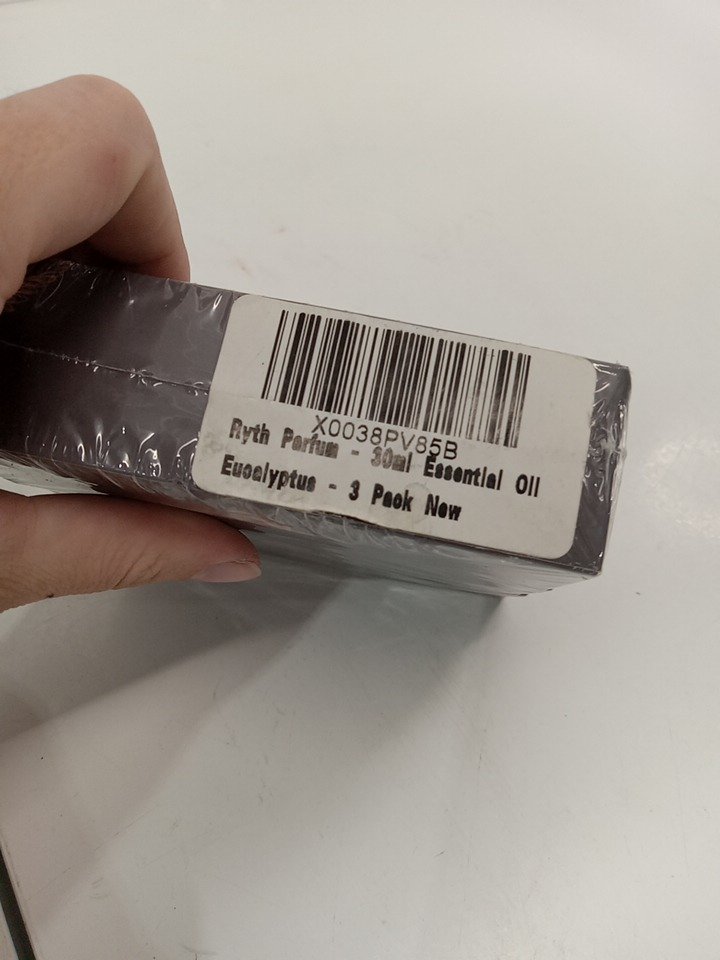 X0038PV85B
Ryth Parfum - 30ml Essential Oil
Eucalyptus - 3 Pack New